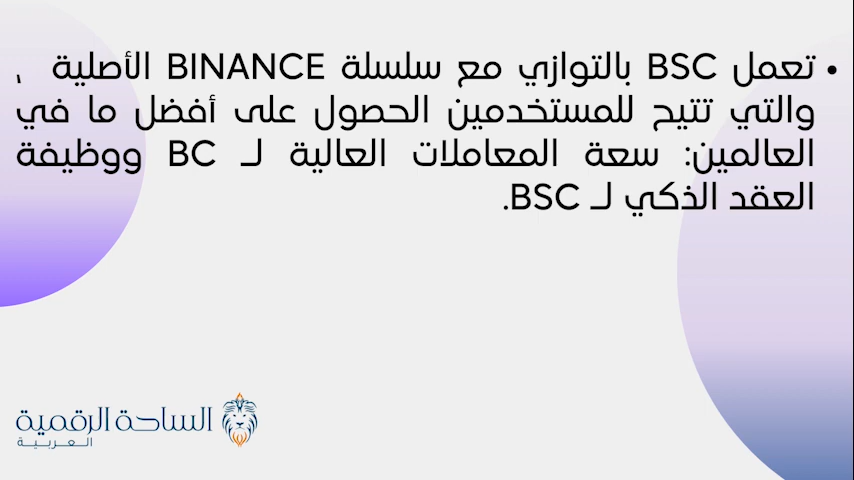 • تعمل BSC بالتوازي مع سلسلة BINANCE الأصلية ،
والتي تتيح للمستخدمين الحصول على أفضل ما في
العالمين: سعة المعاملات العالية لـ BC ووظيفة
العقد الذكي لـ BSC.
الساحة الرقمية
العربية